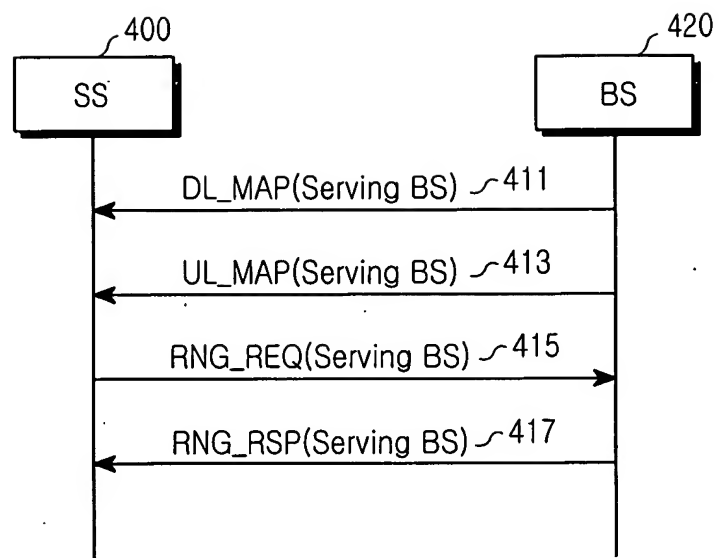 400
420
SS
BS
DL_MAP(Serving BS) 411
UL_MAP(Serving BS) 413
RNG_REQ(Serving BS) 415
RNG_RSP(Serving BS) 417